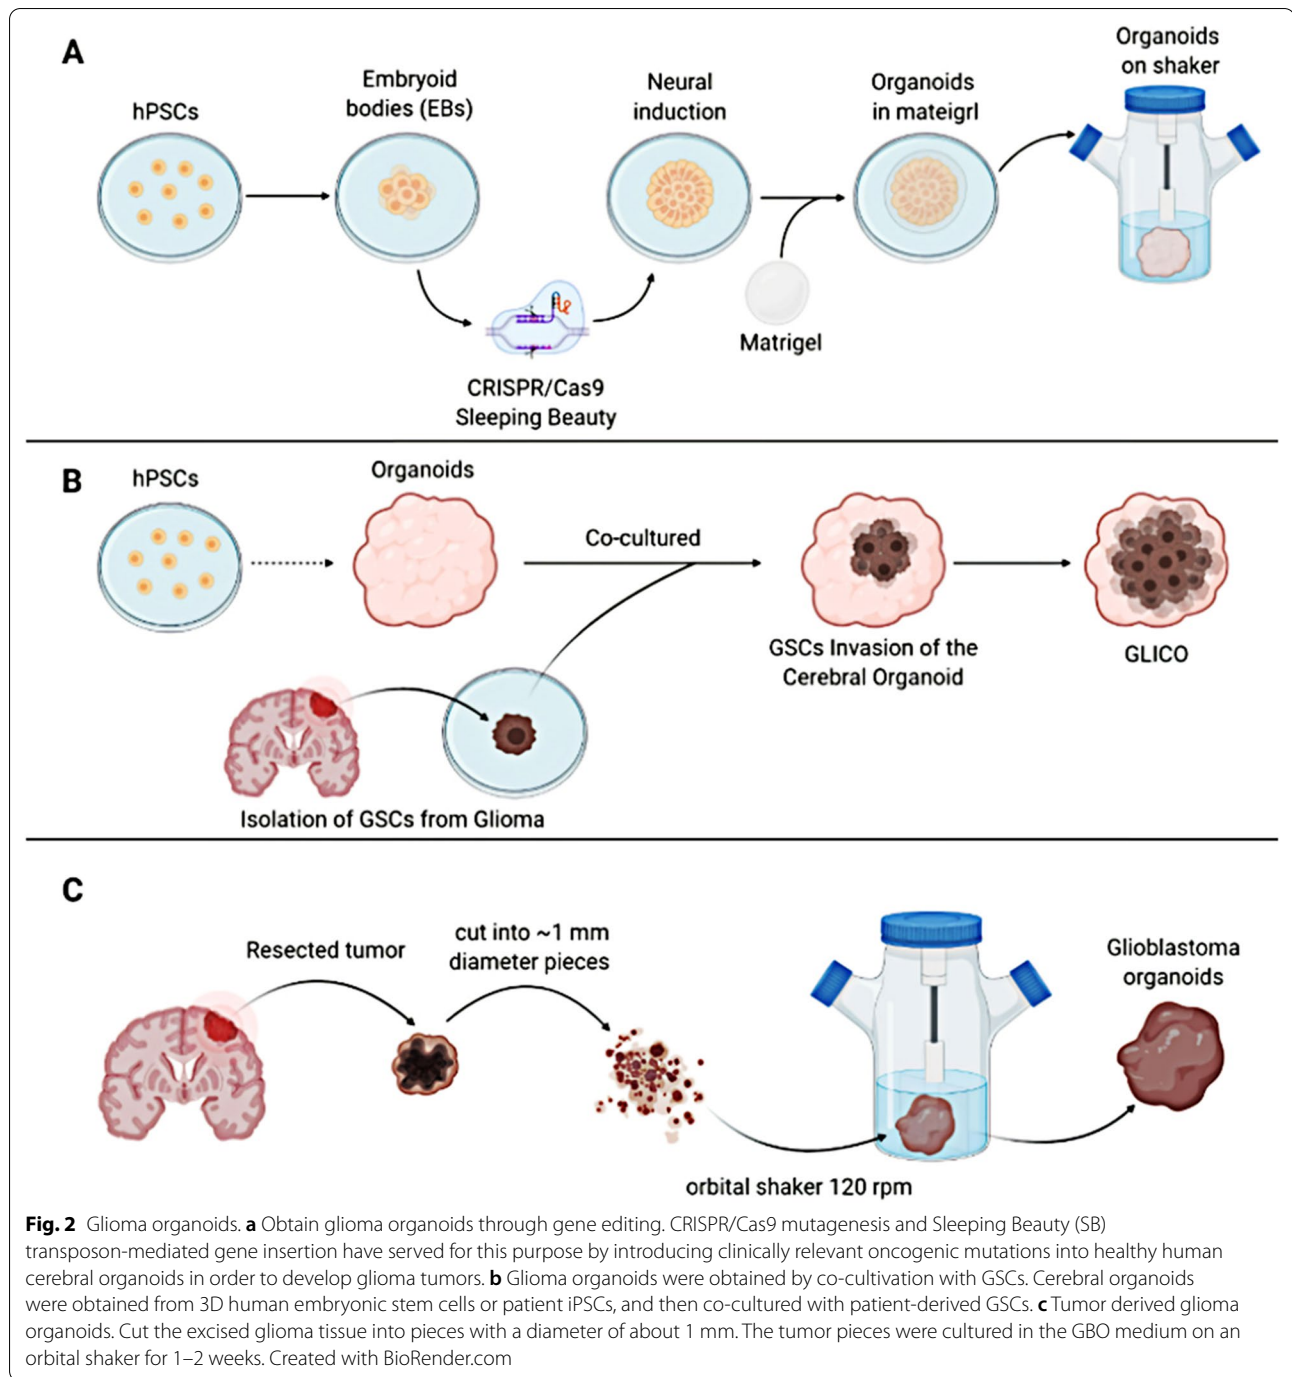 A
hPSCs
Embryoid
bodies (EBs)
Neural
induction
Organoids
in mateigrl
Organoids
on shaker
Matrigel
CRISPR/Cas9
Sleeping Beauty
B
hPSCs
Organoids
Co-cultured
GSCs Invasion of the
Cerebral Organoid
GLICO
Isolation of GSCs from Glioma
C
Resected tumor
cut into ~1 mm
diameter pieces
Glioblastoma
organoids
orbital shaker 120 rpm
Fig. 2 Glioma organoids. a Obtain glioma organoids through gene editing. CRISPR/Cas9 mutagenesis and Sleeping Beauty (SB)
transposon-mediated gene insertion have served for this purpose by introducing clinically relevant oncogenic mutations into healthy human
cerebral organoids in order to develop glioma tumors. b Glioma organoids were obtained by co-cultivation with GSCs. Cerebral organoids
were obtained from 3D human embryonic stem cells or patient iPSCs, and then co-cultured with patient-derived GSCs. c Tumor derived glioma
organoids. Cut the excised glioma tissue into pieces with a diameter of about 1 mm. The tumor pieces were cultured in the GBO medium on an
orbital shaker for 1–2 weeks. Created with BioRender.com